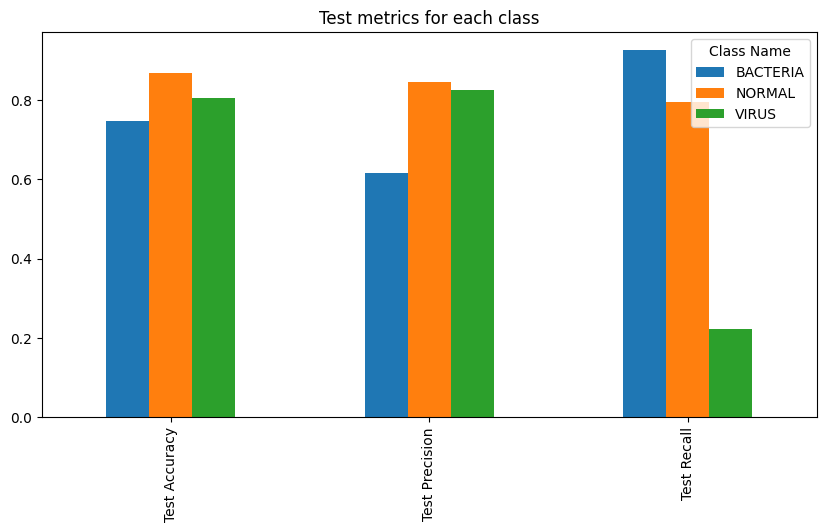 Test metrics for each class
Class Name
BACTERIA
NORMAL
VIRUS
0.8
0.6
0.4
0.2
0.0
Test Accuracy
Test Precision
Test Recall